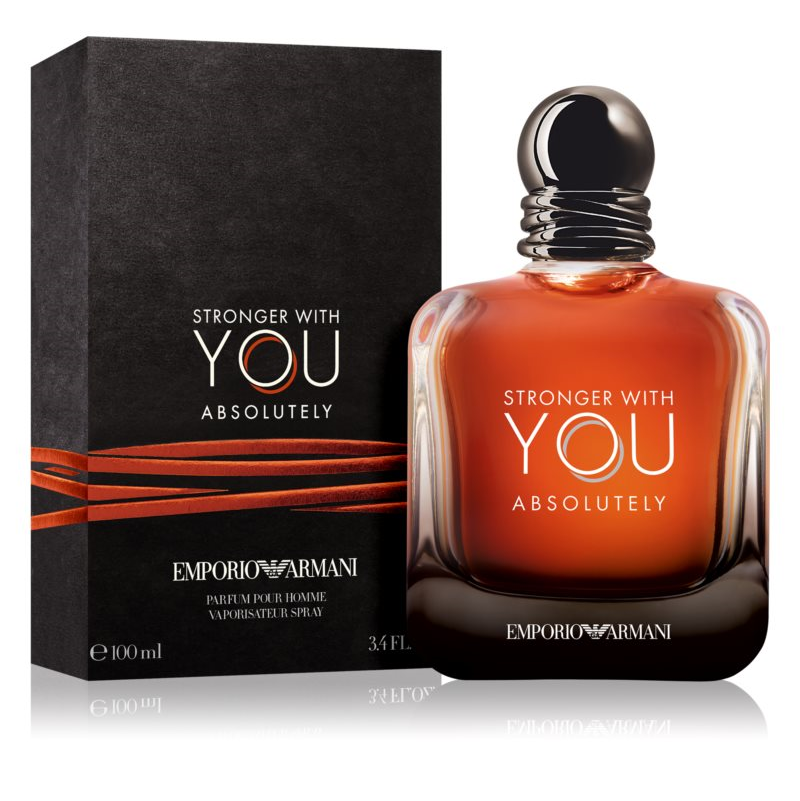 STRONGER WITH
YOU
ABSOLUTELY
EMPORIO ARMANI
PARFUM POUR HOMME
VAPORISATEUR SPRAY
e 100 ml
3.4 FL.
STRONGER WITH
YOU
ABSOLUTELY
EMPORIO ARMANI